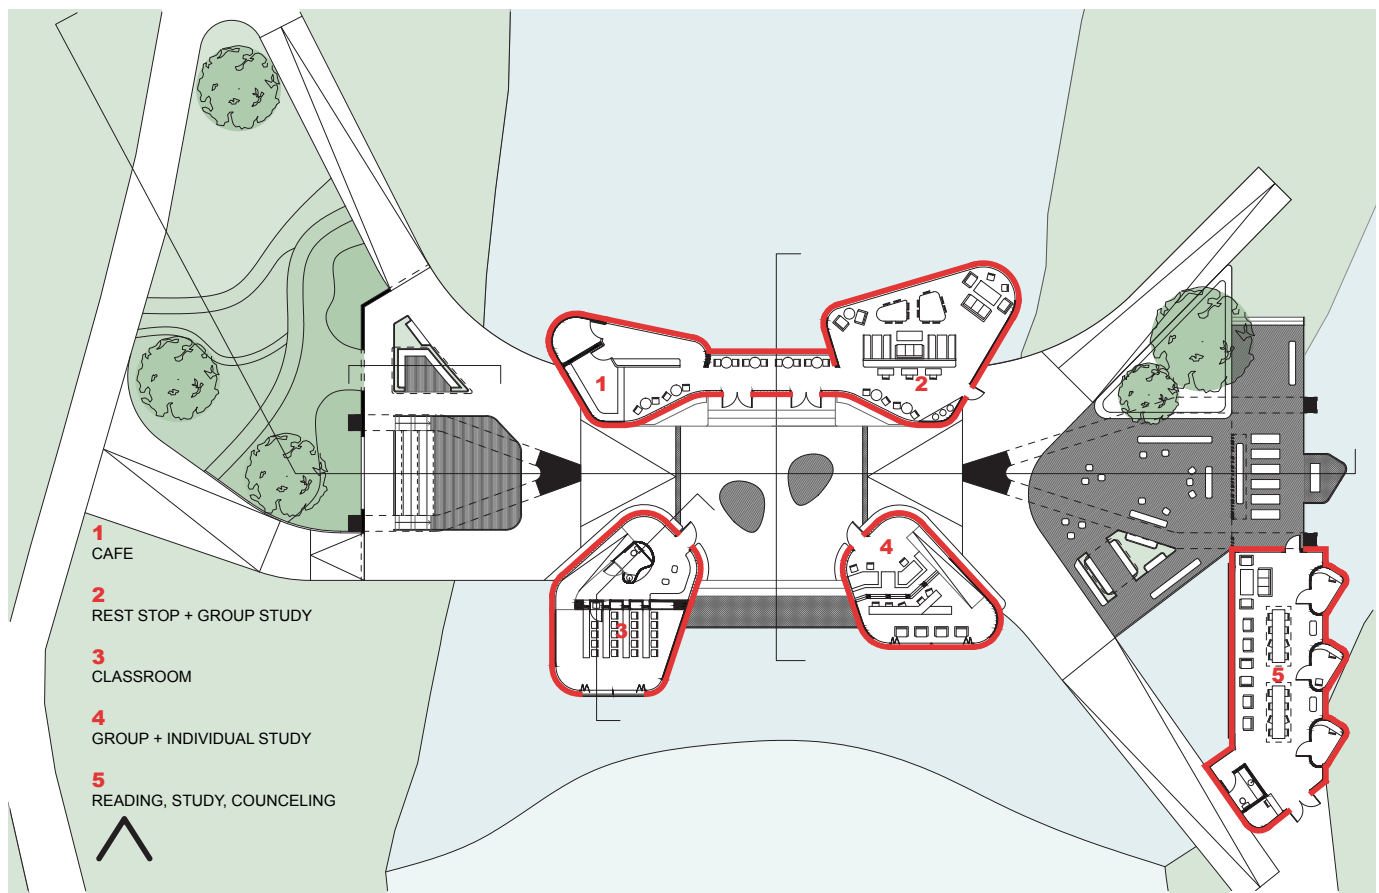 1
2
3
4
5
1
CAFE
2
REST STOP + GROUP STUDY
3
CLASSROOM
4
GROUP + INDIVIDUAL STUDY
5
READING, STUDY, COUNCELING